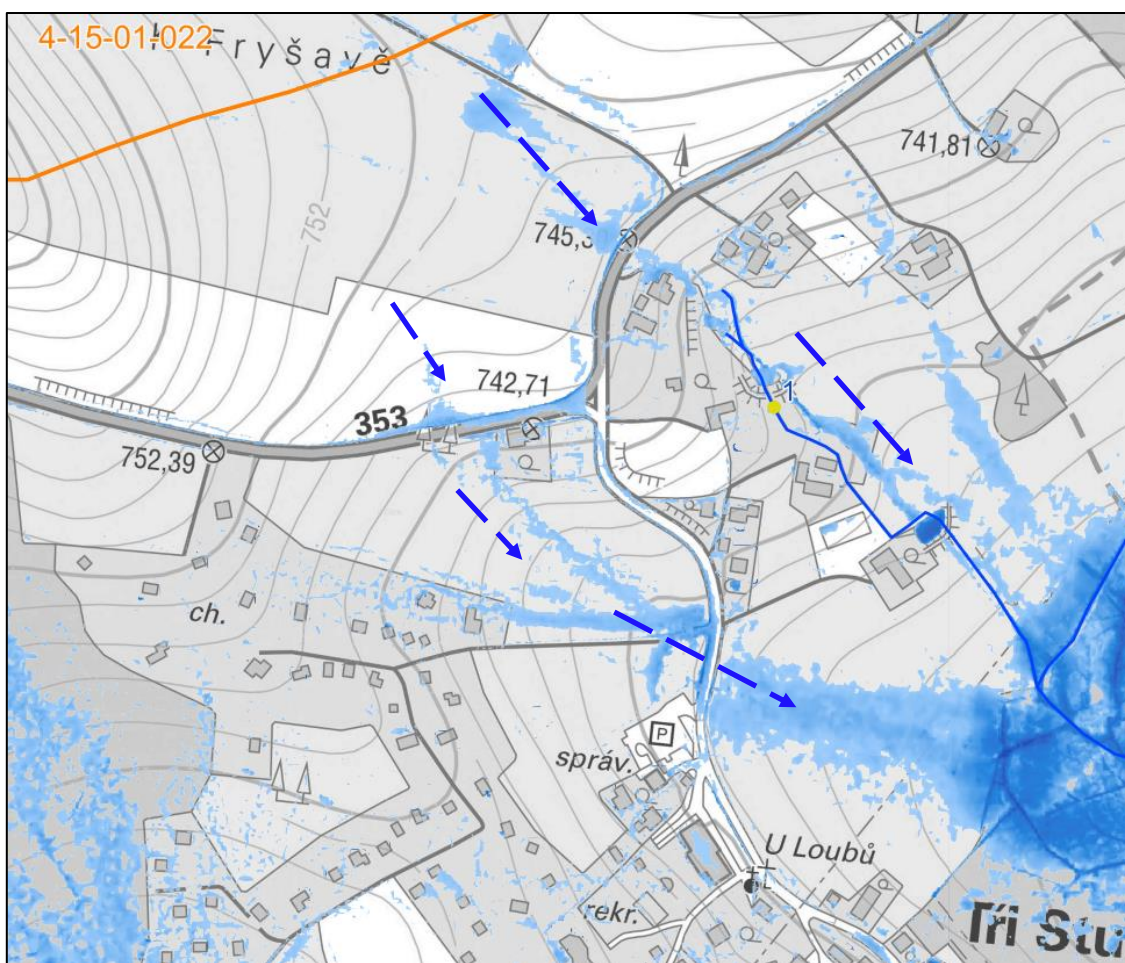 4-15-01-022
Fryšavě
741,81
752
745,3
742,71
353
1
752,39
ch.
P
správ.
U Loubů
rekr.
Tři Stu